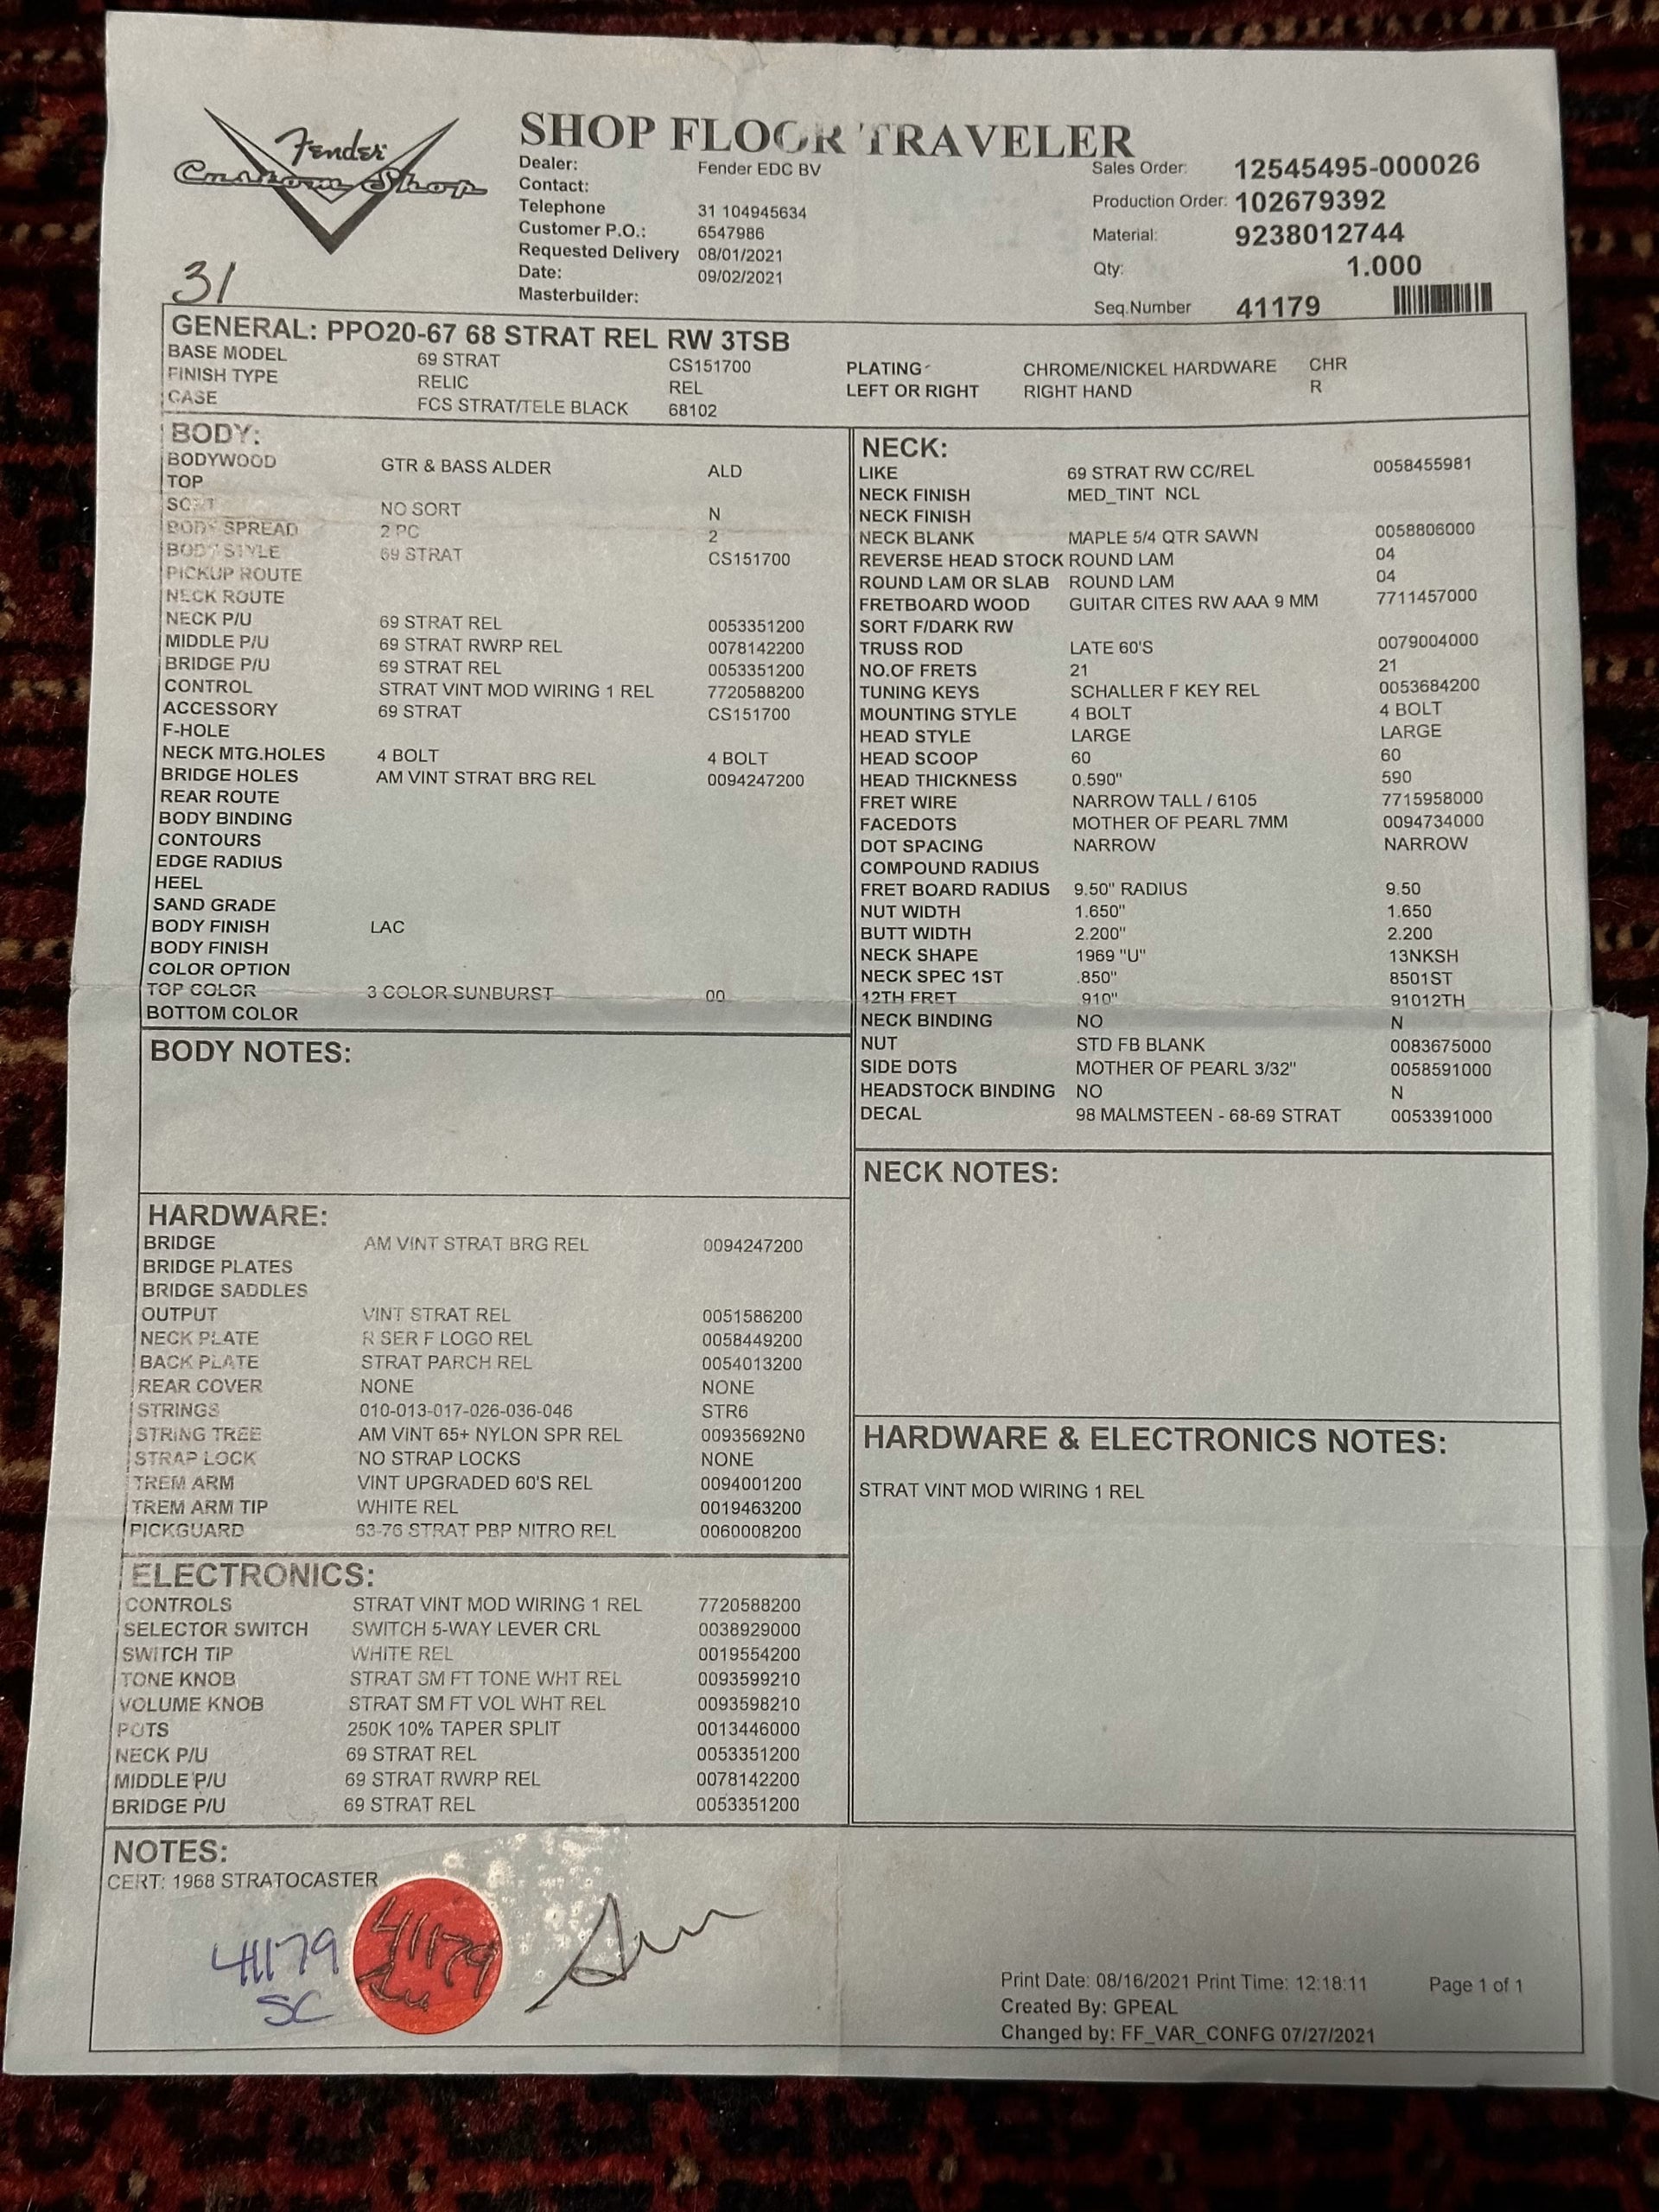 Fender
Custom Shop
SHOP FLOOR TRAVELER
Dealer: Fender EDC BV
Contact:
Telephone 31 104945634
Customer P.O.: 6547986
Requested Delivery 08/01/2021
Date: 09/02/2021
Masterbuilder:
Sales Order: 12545495-000026
Production Order: 102679392
Material: 9238012744
Qty: 1.000
Seq.Number 41179
31
GENERAL: PPO20-67 68 STRAT REL RW 3TSB
BASE MODEL 69 STRAT CS151700
FINISH TYPE RELIC REL
CASE FCS STRAT/TELE BLACK 68102
PLATING CHROME/NICKEL HARDWARE CHR
LEFT OR RIGHT RIGHT HAND R
BODY:
BODYWOOD GTR & BASS ALDER ALD
TOP
SORT NO SORT N
BODY SPREAD 2 PC 2
BODY STYLE 69 STRAT CS151700
PICKUP ROUTE
NECK ROUTE
NECK P/U 69 STRAT REL 0053351200
MIDDLE P/U 69 STRAT RWRP REL 0078142200
BRIDGE P/U 69 STRAT REL 0053351200
CONTROL STRAT VINT MOD WIRING 1 REL 7720588200
ACCESSORY 69 STRAT CS151700
F-HOLE
NECK MTG.HOLES 4 BOLT 4 BOLT
BRIDGE HOLES AM VINT STRAT BRG REL 0094247200
REAR ROUTE
BODY BINDING
CONTOURS
EDGE RADIUS
HEEL
SAND GRADE
BODY FINISH LAC
BODY FINISH
COLOR OPTION
TOP COLOR 3 COLOR SUNBURST 00
BOTTOM COLOR
BODY NOTES:
HARDWARE:
BRIDGE AM VINT STRAT BRG REL 0094247200
BRIDGE PLATES
BRIDGE SADDLES
OUTPUT VINT STRAT REL 0051586200
NECK PLATE R SER F LOGO REL 0058449200
BACK PLATE STRAT PARCH REL 0054013200
REAR COVER NONE NONE
STRINGS 010-013-017-026-036-046 STR6
STRING TREE AM VINT 65+ NYLON SPR REL 00935692N0
STRAP LOCK NO STRAP LOCKS NONE
TREM ARM VINT UPGRADED 60'S REL 0094001200
TREM ARM TIP WHITE REL 0019463200
PICKGUARD 63-76 STRAT PBP NITRO REL 0060008200
ELECTRONICS:
CONTROLS STRAT VINT MOD WIRING 1 REL 7720588200
SELECTOR SWITCH SWITCH 5-WAY LEVER CRL 0038929000
SWITCH TIP WHITE REL 0019554200
TONE KNOB STRAT SM FT TONE WHT REL 0093599210
VOLUME KNOB STRAT SM FT VOL WHT REL 0093598210
POTS 250K 10% TAPER SPLIT 0013446000
NECK P/U 69 STRAT REL 0053351200
MIDDLE P/U 69 STRAT RWRP REL 0078142200
BRIDGE P/U 69 STRAT REL 0053351200
NECK:
LIKE 69 STRAT RW CC/REL 0058455981
NECK FINISH MED_TINT NCL
NECK FINISH
NECK BLANK MAPLE 5/4 QTR SAWN 0058806000
REVERSE HEAD STOCK ROUND LAM 04
ROUND LAM OR SLAB ROUND LAM 04
FRETBOARD WOOD GUITAR CITES RW AAA 9 MM 7711457000
SORT F/DARK RW
TRUSS ROD LATE 60'S 0079004000
NO.OF FRETS 21 21
TUNING KEYS SCHALLER F KEY REL 0053684200
MOUNTING STYLE 4 BOLT 4 BOLT
HEAD STYLE LARGE LARGE
HEAD SCOOP 60 60
HEAD THICKNESS 0.590" 590
FRET WIRE NARROW TALL / 6105 7715958000
FACEDOTS MOTHER OF PEARL 7MM 0094734000
DOT SPACING NARROW NARROW
COMPOUND RADIUS
FRET BOARD RADIUS 9.50" RADIUS 9.50
NUT WIDTH 1.650" 1.650
BUTT WIDTH 2.200" 2.200
NECK SHAPE 1969 "U" 13NKSH
NECK SPEC 1ST .850" 8501ST
12TH FRET .910" 91012TH
NECK BINDING NO N
NUT STD FB BLANK 0083675000
SIDE DOTS MOTHER OF PEARL 3/32" 0058591000
HEADSTOCK BINDING NO N
DECAL 98 MALMSTEEN - 68-69 STRAT 0053391000
NECK NOTES:
HARDWARE & ELECTRONICS NOTES:
STRAT VINT MOD WIRING 1 REL
NOTES:
CERT: 1968 STRATOCASTER
41179
SC
41179
Print Date: 08/16/2021 Print Time: 12:18:11 Page 1 of 1
Created By: GPEAL
Changed by: FF_VAR_CONFG 07/27/2021